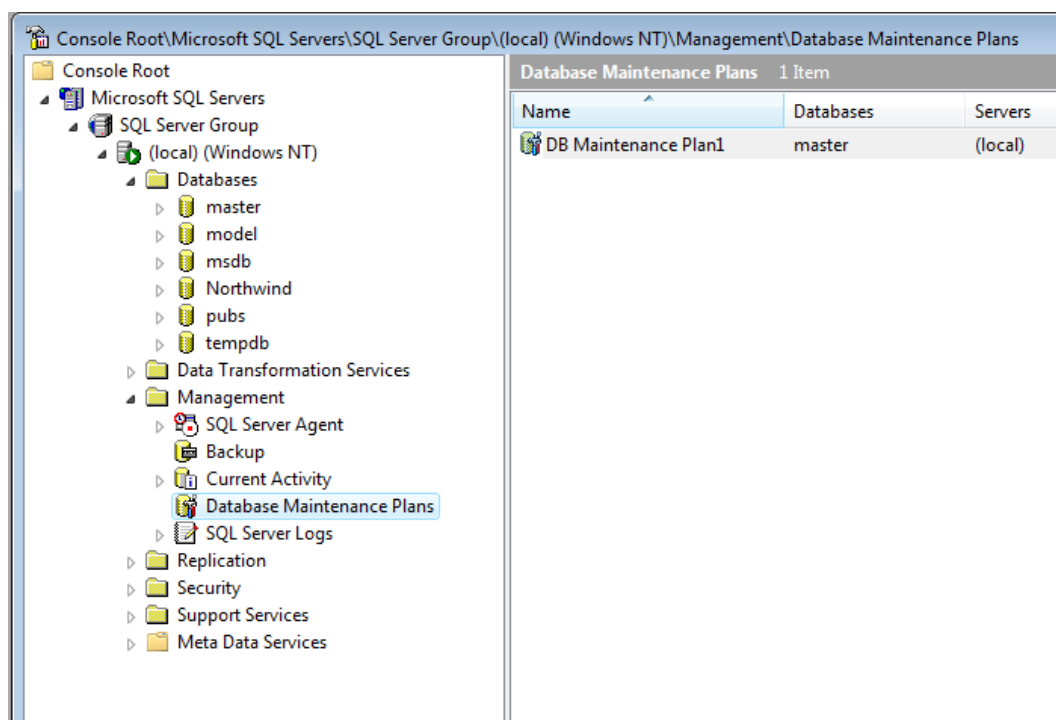 Console Root\Microsoft SQL Servers\SQL Server Group\(local) (Windows NT)\Management\Database Maintenance Plans
Console Root
Microsoft SQL Servers
SQL Server Group
(local) (Windows NT)
Databases
master
model
msdb
Northwind
pubs
tempdb
Data Transformation Services
Management
SQL Server Agent
Backup
Current Activity
Database Maintenance Plans
SQL Server Logs
Replication
Security
Support Services
Meta Data Services
Database Maintenance Plans 1 Item
Name Databases Servers
DB Maintenance Plan1 master (local)